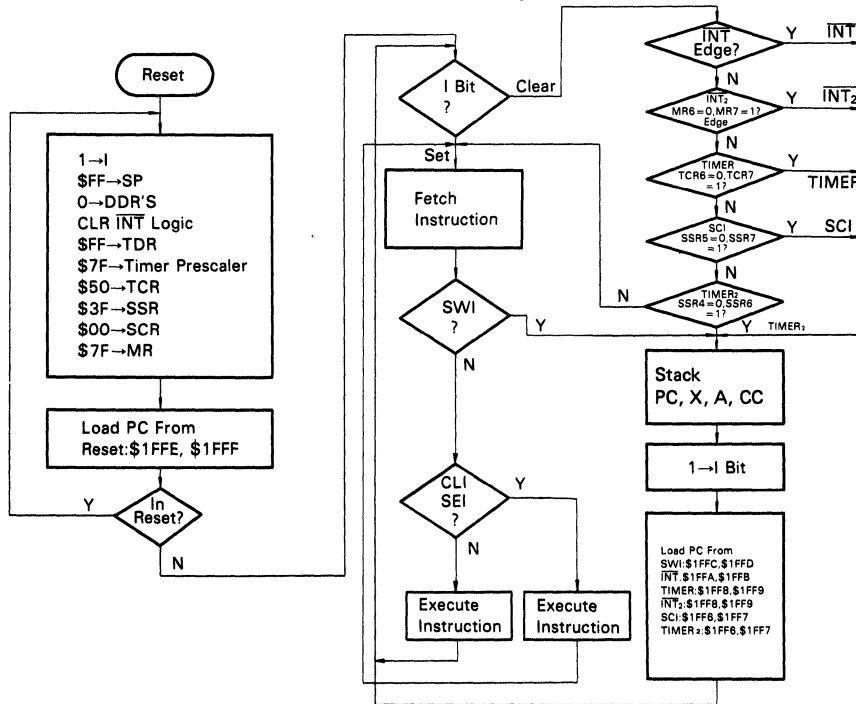 Reset
1→I
$FF→SP
0→DDR'S
CLR INT Logic
$FF→TDR
$7F→Timer Prescaler
$50→TCR
$3F→SSR
$00→SCR
$7F→MR
Load PC From
Reset:$1FFE, $1FFF
In
Reset?
Y
N
I Bit
?
Clear
Set
Fetch
Instruction
SWI
?
Y
N
CLI
SEI
?
Y
N
Execute
Instruction
Execute
Instruction
INT
Edge?
Y
INT
N
INT₂
MR6=0,MR7=1?
Edge
Y
INT₂
N
TIMER
TCR6=0,TCR7
=1?
Y
TIMER
N
SCI
SSR5=0,SSR7
=1?
Y
SCI
N
TIMER₂
SSR4=0,SSR6
=1?
N
Y
TIMER₂
Stack
PC, X, A, CC
1→I Bit
Load PC From
SWI:$1FFC,$1FFD
INT:$1FFA,$1FFB
TIMER:$1FF8,$1FF9
INT₂:$1FF8,$1FF9
SCI:$1FF6,$1FF7
TIMER₂:$1FF6,$1FF7